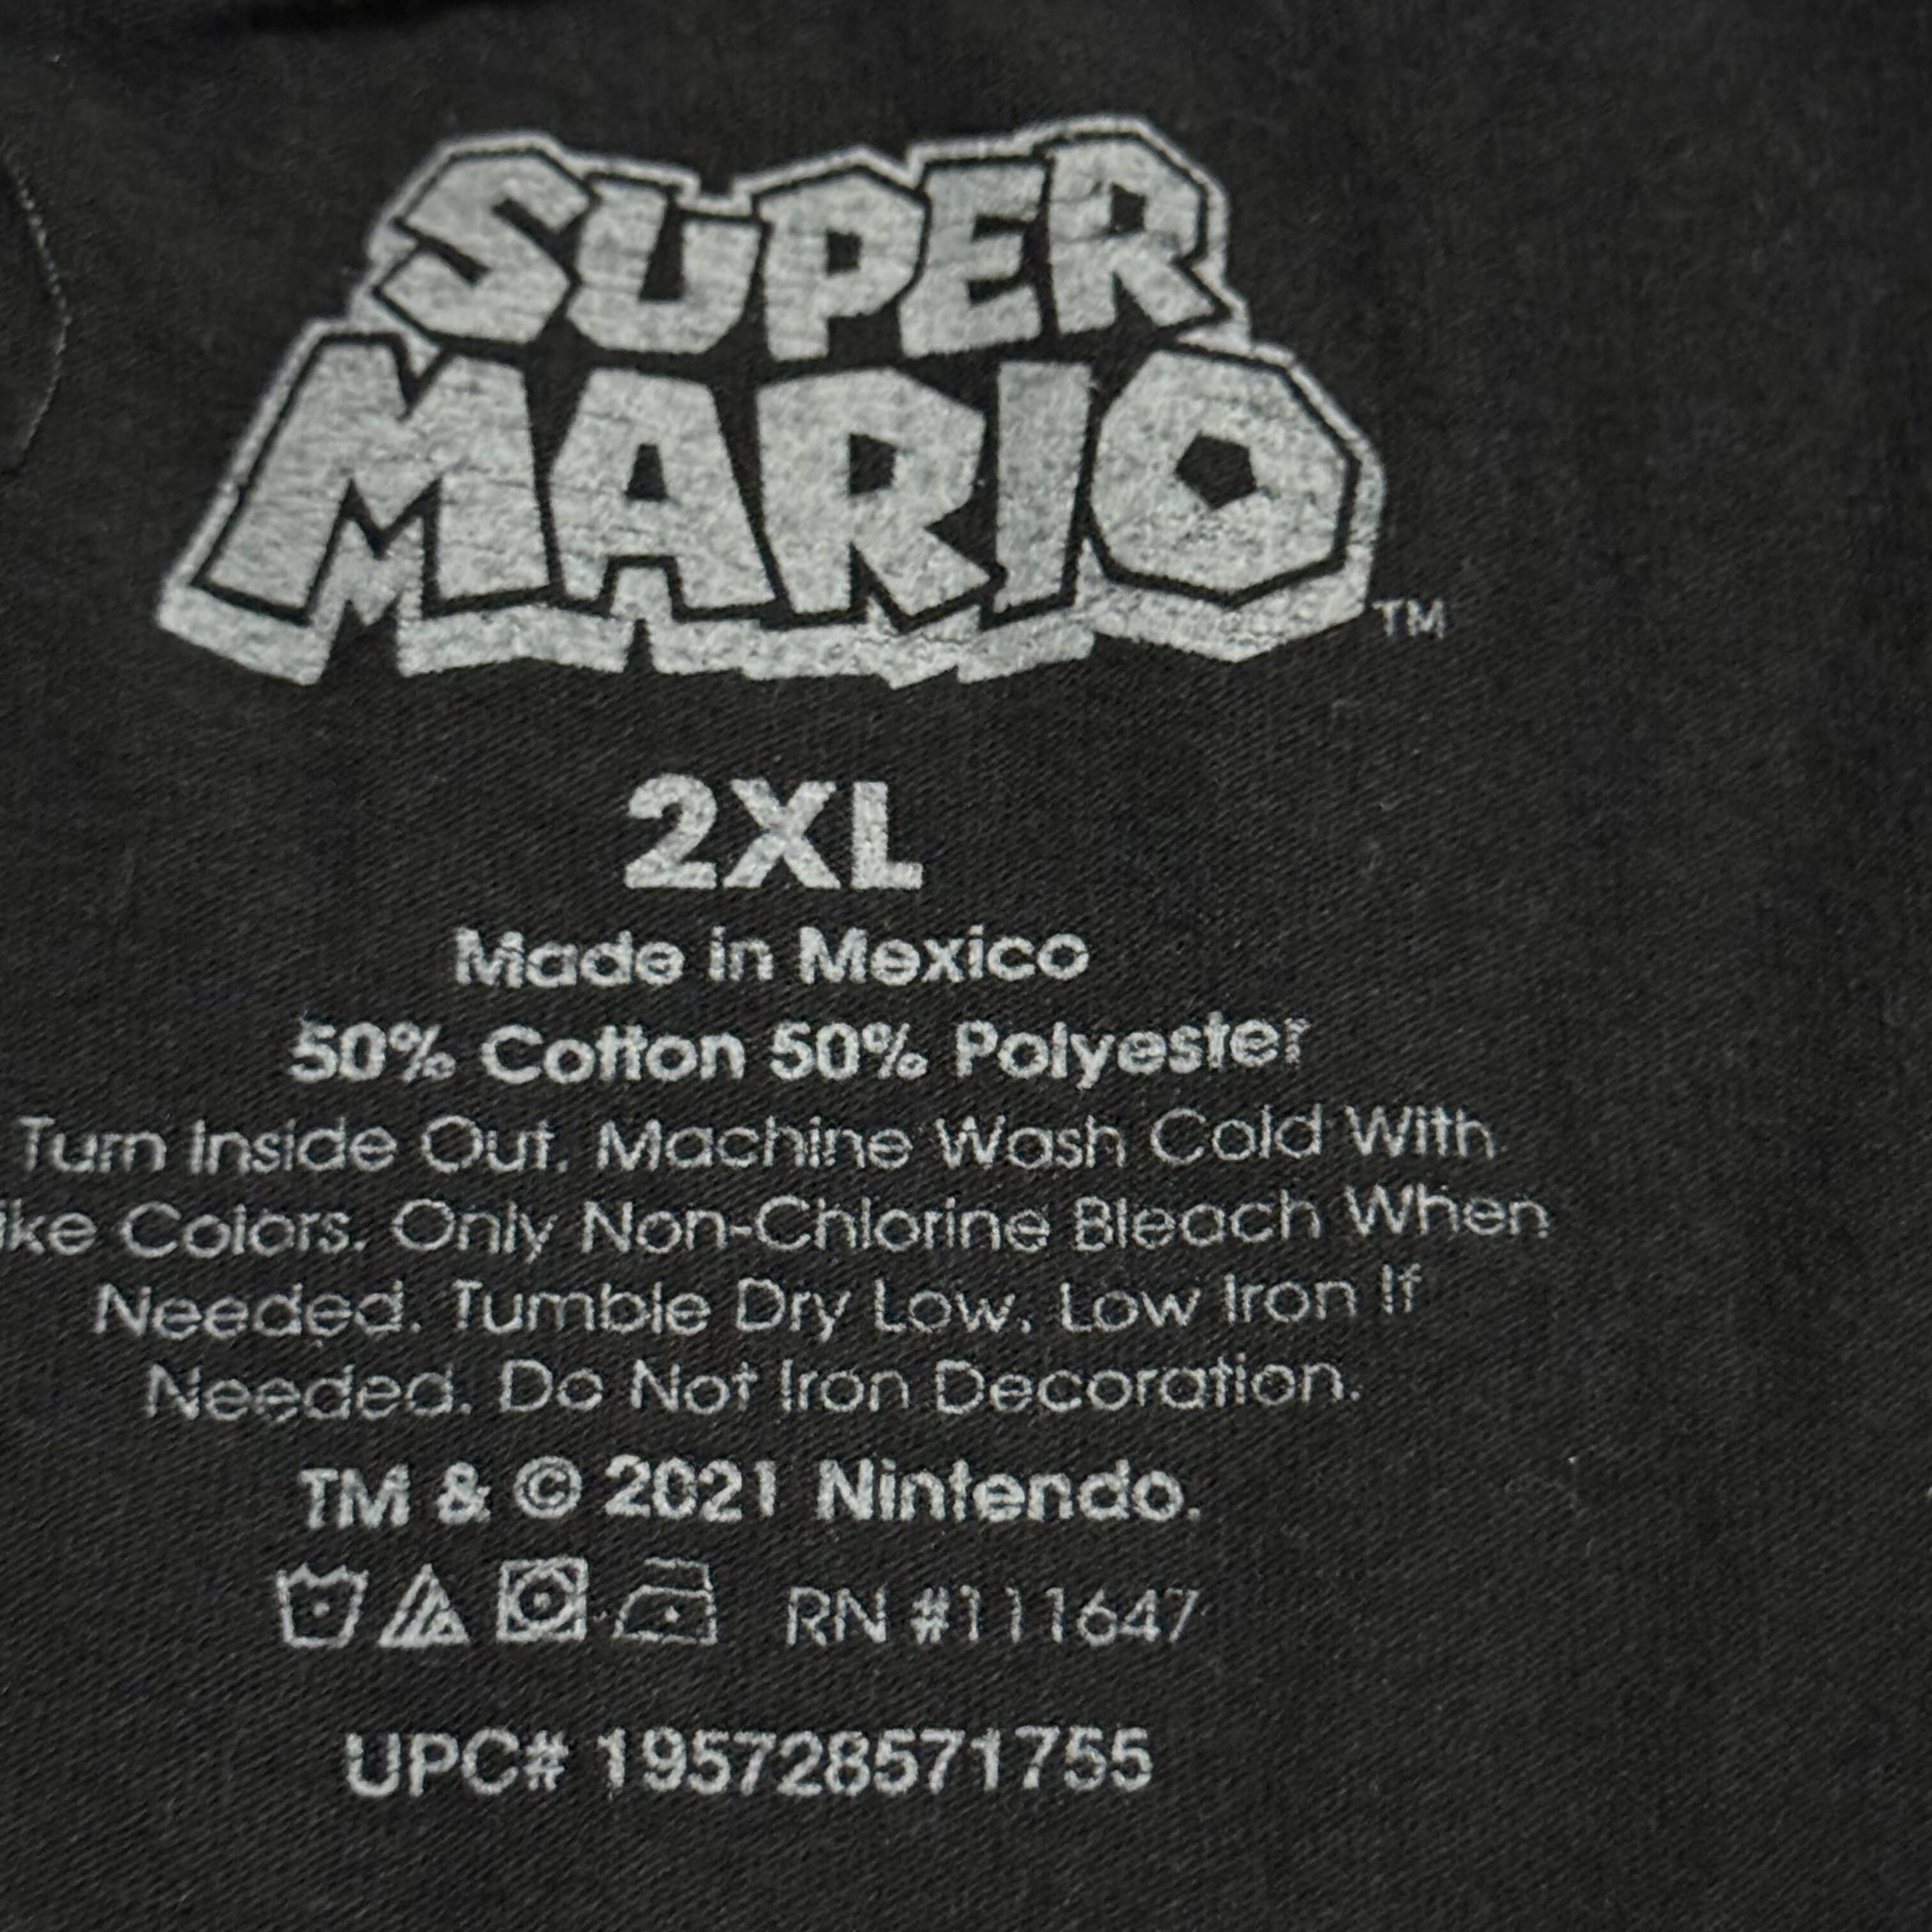 SUPER
MARIO
TM
2XL
Made in Mexico
50% Cotton 50% Polyester
Turn Inside Out. Machine Wash Cold With
Colors. Only Non-Chlorine Bleach When
Needed. Tumble Dry Low. Low Iron If
Needed. Do Not Iron Decoration.
TM & © 2021 Nintendo.
RN #111647
UPC# 195728571755